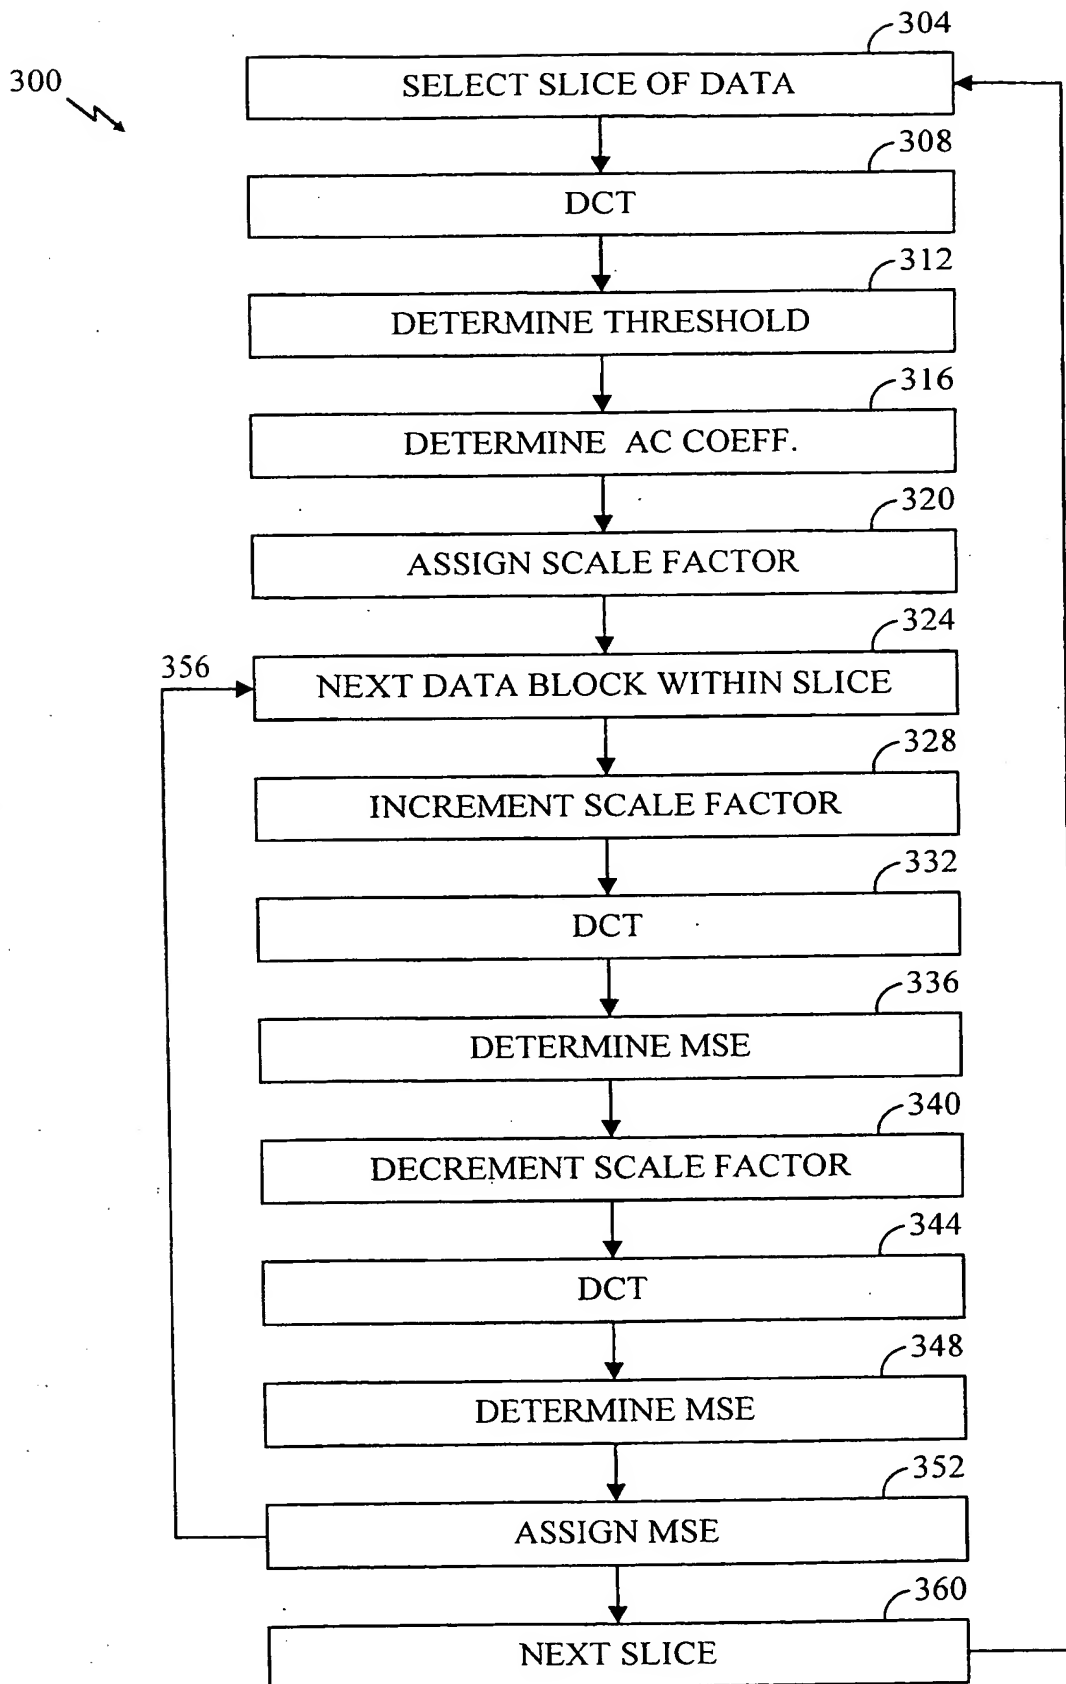 304
300
SELECT SLICE OF DATA
308
DCT
312
DETERMINE THRESHOLD
316
DETERMINE AC COEFF.
320
ASSIGN SCALE FACTOR
324
356
NEXT DATA BLOCK WITHIN SLICE
328
INCREMENT SCALE FACTOR
332
DCT
336
DETERMINE MSE
340
DECREMENT SCALE FACTOR
344
DCT
348
DETERMINE MSE
352
ASSIGN MSE
360
NEXT SLICE